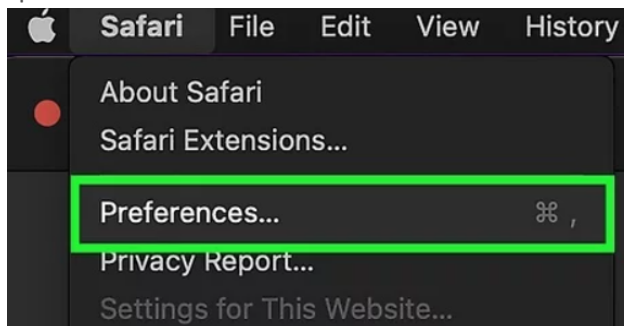 Safari File Edit View History
About Safari
Safari Extensions...
Preferences... ⌘ ,
Privacy Report...
Settings for This Website...